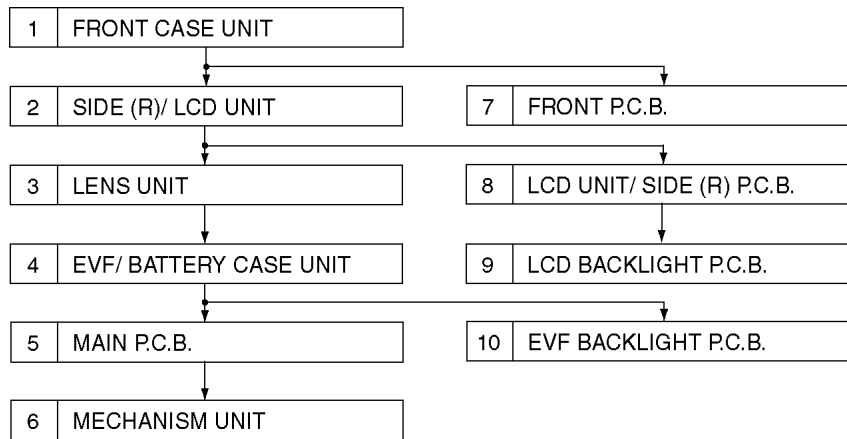 1 FRONT CASE UNIT
2 SIDE (R)/ LCD UNIT
7 FRONT P.C.B.
3 LENS UNIT
8 LCD UNIT/ SIDE (R) P.C.B.
4 EVF/ BATTERY CASE UNIT
9 LCD BACKLIGHT P.C.B.
5 MAIN P.C.B.
10 EVF BACKLIGHT P.C.B.
6 MECHANISM UNIT